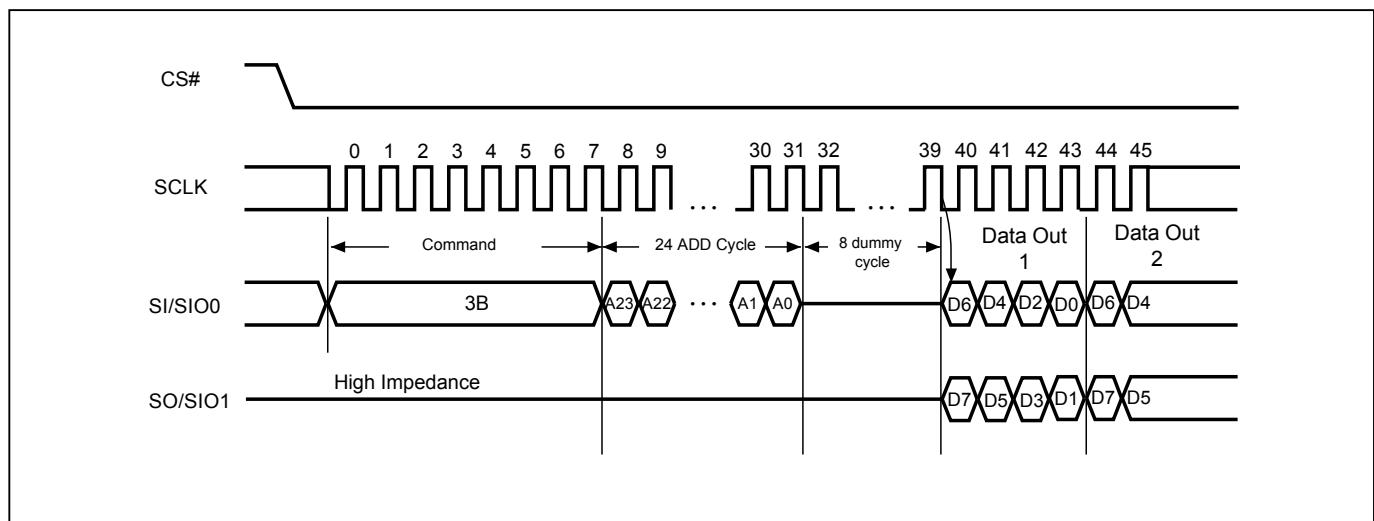 CS#
0 1 2 3 4 5 6 7 8 9 30 31 32 39 40 41 42 43 44 45
SCLK
... ...
Command 24 ADD Cycle 8 dummy cycle Data Out 1 Data Out 2
SI/SIO0 3B A23 A22 ... A1 A0 D6 D4 D2 D0 D6 D4
High Impedance
SO/SIO1 D7 D5 D3 D1 D7 D5